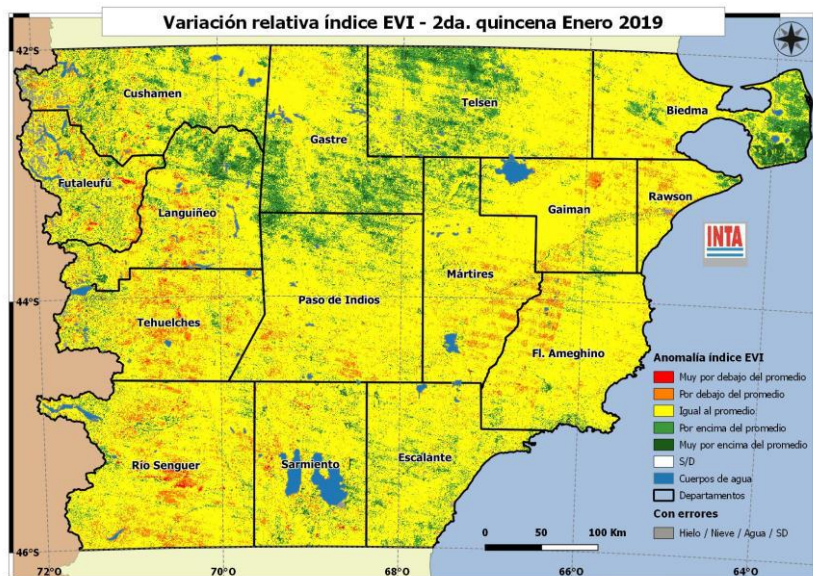 Variación relativa índice EVI - 2da. quincena Enero 2019
42°S
Cushamen
Telsen
Biedma
Gastre
Futaleufú
Languiñeo
Gaiman
Rawson
INTA
44°S
Mártires
Paso de Indios
Tehuelches
Fl. Ameghino
Anomalía índice EVI
Muy por debajo del promedio
Por debajo del promedio
Igual al promedio
Por encima del promedio
Muy por encima del promedio
S/D
Cuerpos de agua
Departamentos
Con errores
Hielo / Nieve / Agua / SD
Río Senguer
Sarmiento
Escalante
0 50 100 Km
46°S
72°O 70°O 68°O 66°O 64°O